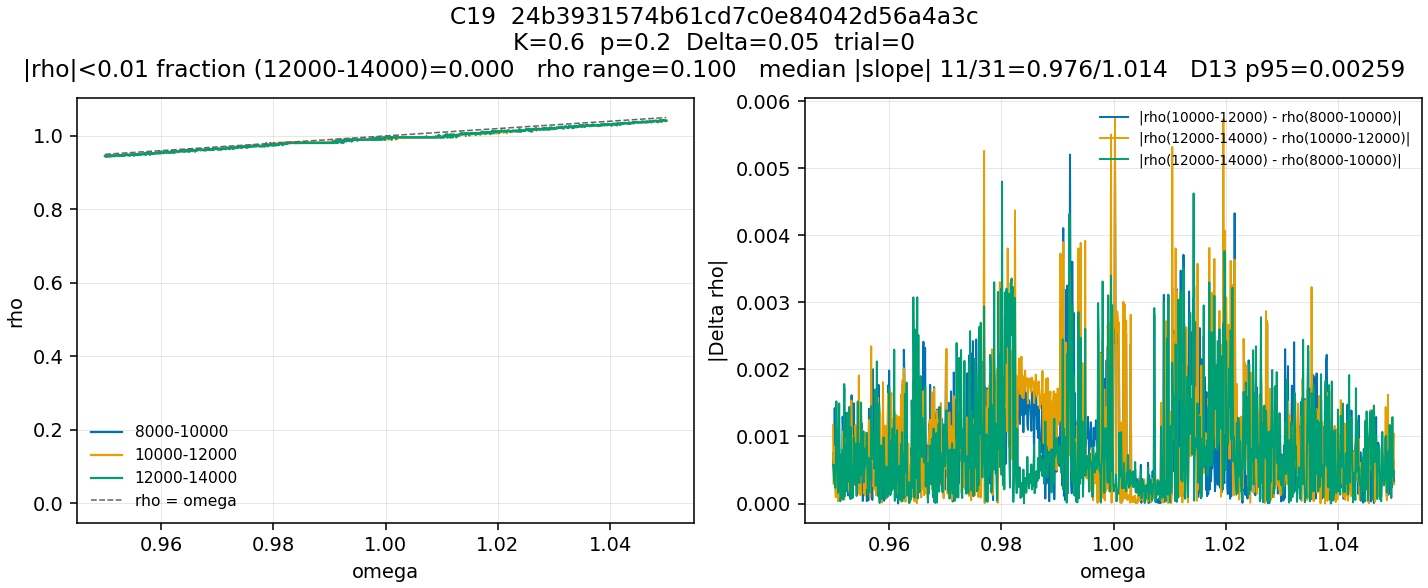 C19  24b3931574b61cd7c0e84042d56a4a3c
K=0.6  p=0.2  Delta=0.05  trial=0
|rho|<0.01 fraction (12000-14000)=0.000   rho range=0.100   median |slope| 11/31=0.976/1.014   D13 p95=0.00259
rho
1.0
0.8
0.6
0.4
0.2
0.0
8000-10000
10000-12000
12000-14000
rho = omega
0.96
0.98
1.00
1.02
1.04
omega
|Delta rho|
0.006
0.005
0.004
0.003
0.002
0.001
0.000
|rho(10000-12000) - rho(8000-10000)|
|rho(12000-14000) - rho(10000-12000)|
|rho(12000-14000) - rho(8000-10000)|
0.96
0.98
1.00
1.02
1.04
omega